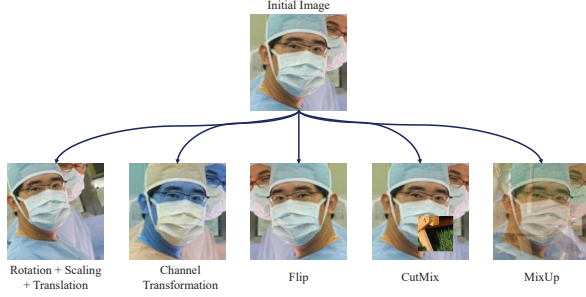 Initial Image
Rotation + Scaling
+ Translation
Channel
Transformation
Flip
CutMix
MixUp